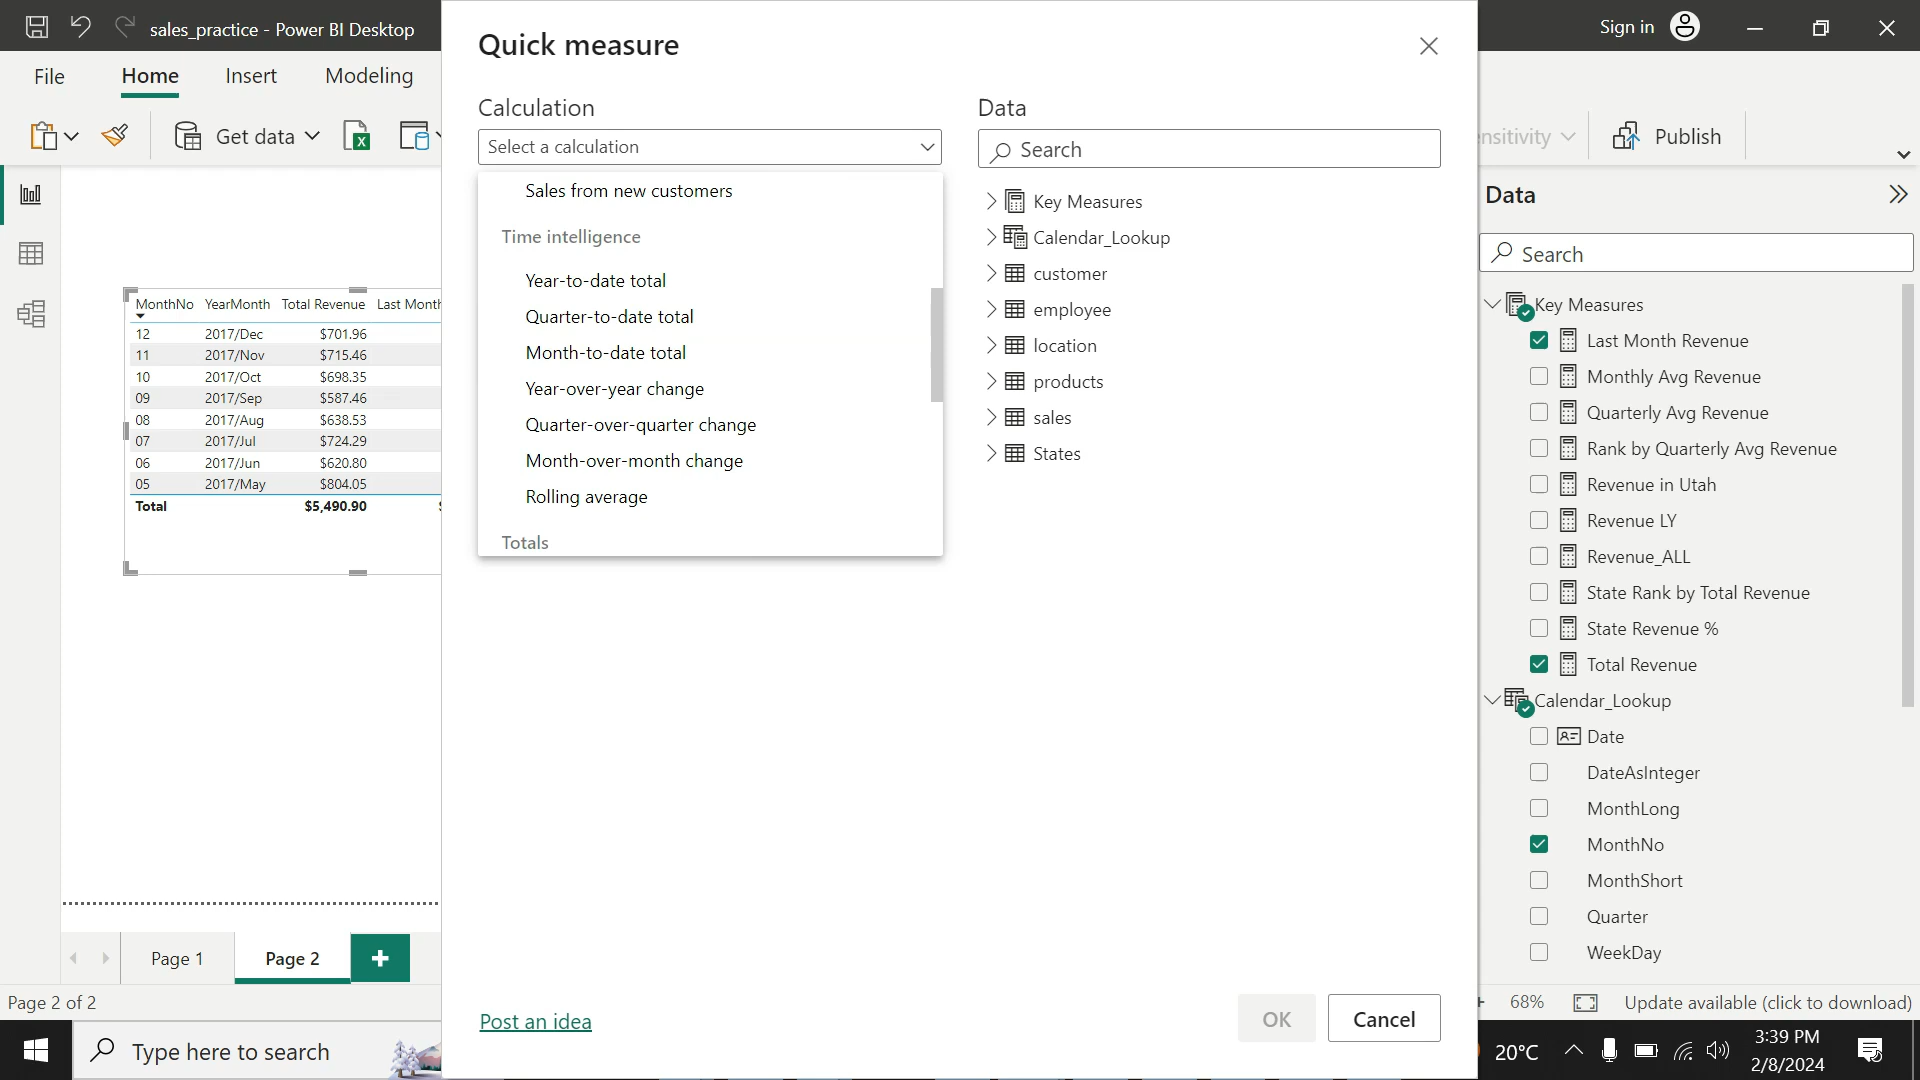 sales_practice - Power BI Desktop
Sign in
File
Home
Insert
Modeling
Get data
Publish
Quick measure
Calculation
Select a calculation
Sales from new customers
Time intelligence
Year-to-date total
Quarter-to-date total
Month-to-date total
Year-over-year change
Quarter-over-quarter change
Month-over-month change
Rolling average
Totals
Data
Search
Key Measures
Calendar_Lookup
customer
employee
location
products
sales
States
Post an idea
OK
Cancel
MonthNo YearMonth Total Revenue Last Month
12 2017/Dec $701.96
11 2017/Nov $715.46
10 2017/Oct $698.35
09 2017/Sep $587.46
08 2017/Aug $638.53
07 2017/Jul $724.29
06 2017/Jun $620.80
05 2017/May $804.05
Total $5,490.90
nsitivity
Data
Search
Key Measures
Last Month Revenue
Monthly Avg Revenue
Quarterly Avg Revenue
Rank by Quarterly Avg Revenue
Revenue in Utah
Revenue LY
Revenue_ALL
State Rank by Total Revenue
State Revenue %
Total Revenue
Calendar_Lookup
Date
DateAsInteger
MonthLong
MonthNo
MonthShort
Quarter
WeekDay
Page 1
Page 2
Page 2 of 2
68%
Update available (click to download)
Type here to search
20°C
3:39 PM
2/8/2024